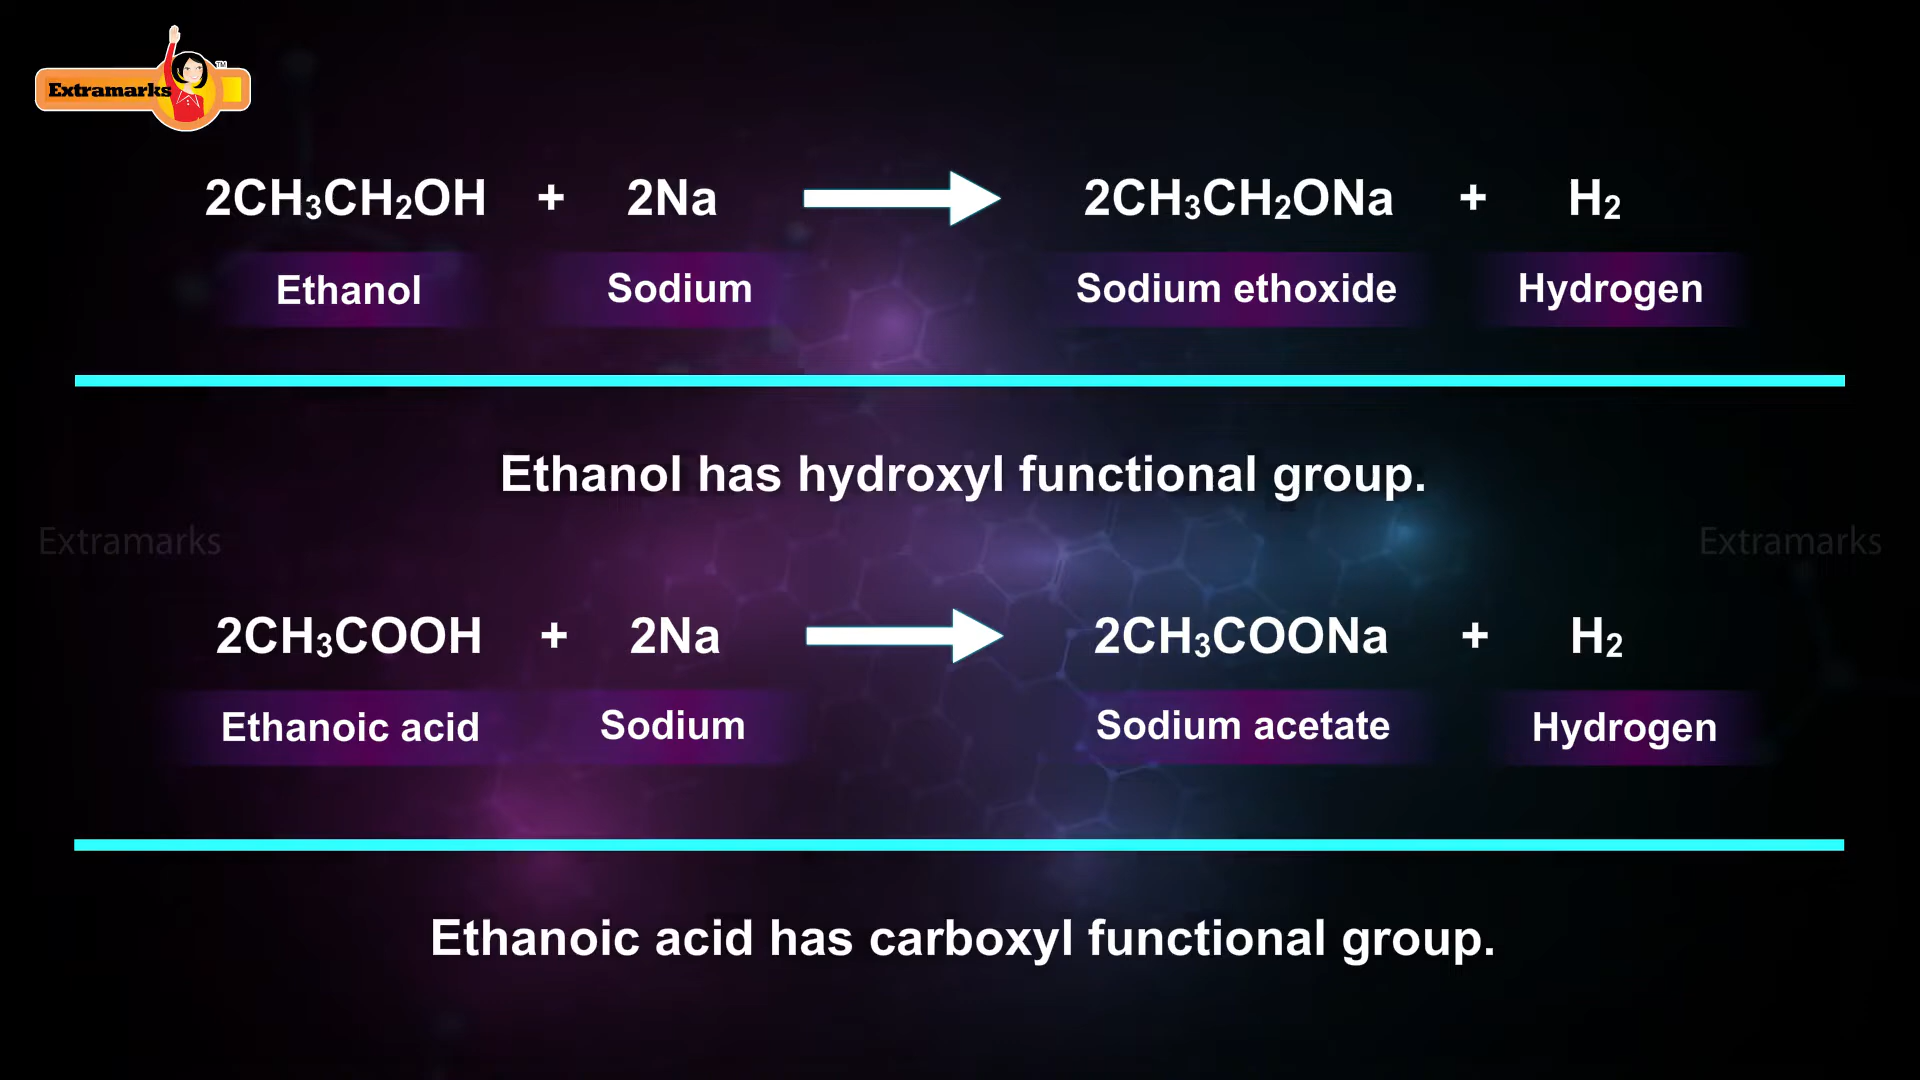 Extramarks TM
2CH₃CH₂OH + 2Na 2CH₃CH₂ONa + H₂
Ethanol Sodium Sodium ethoxide Hydrogen
Ethanol has hydroxyl functional group.
Extramarks Extramarks
2CH₃COOH + 2Na 2CH₃COONa + H₂
Ethanoic acid Sodium Sodium acetate Hydrogen
Ethanoic acid has carboxyl functional group.